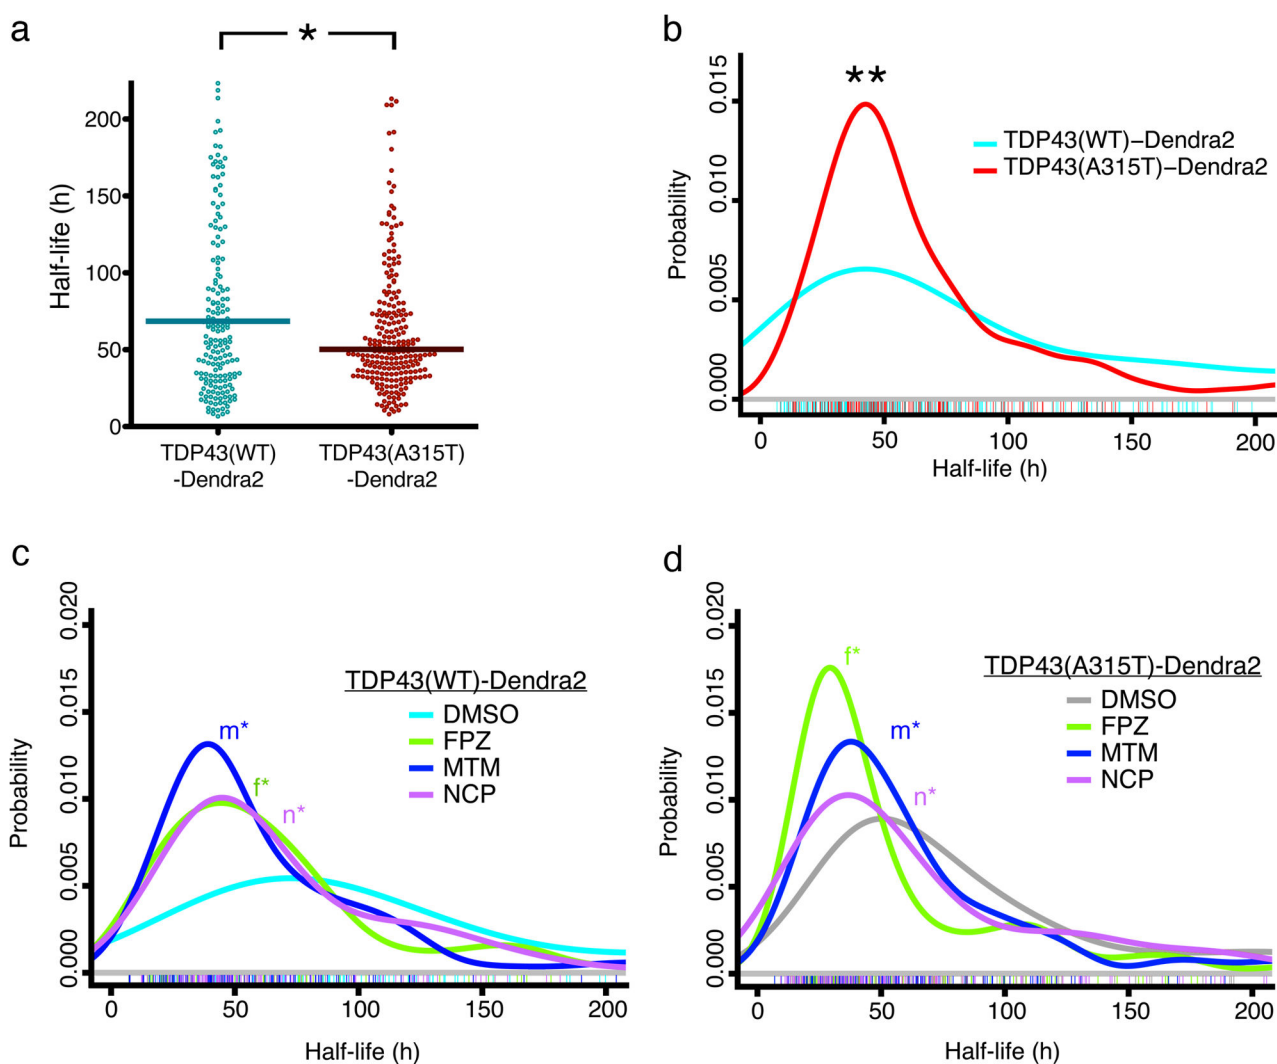 a
*
Half-life (h)
200
150
100
50
0
TDP43(WT)
-Dendra2
TDP43(A315T)
-Dendra2
b
**
Probability
0.015
0.010
0.005
0.000
TDP43(WT)–Dendra2
TDP43(A315T)–Dendra2
0 50 100 150 200
Half-life (h)
c
Probability
0.020
0.015
0.010
0.005
0.000
TDP43(WT)-Dendra2
DMSO
FPZ
MTM
NCP
m*
f*
n*
0 50 100 150 200
Half-life (h)
d
Probability
0.020
0.015
0.010
0.005
0.000
f*
TDP43(A315T)-Dendra2
DMSO
FPZ
MTM
NCP
m*
n*
0 50 100 150 200
Half-life (h)